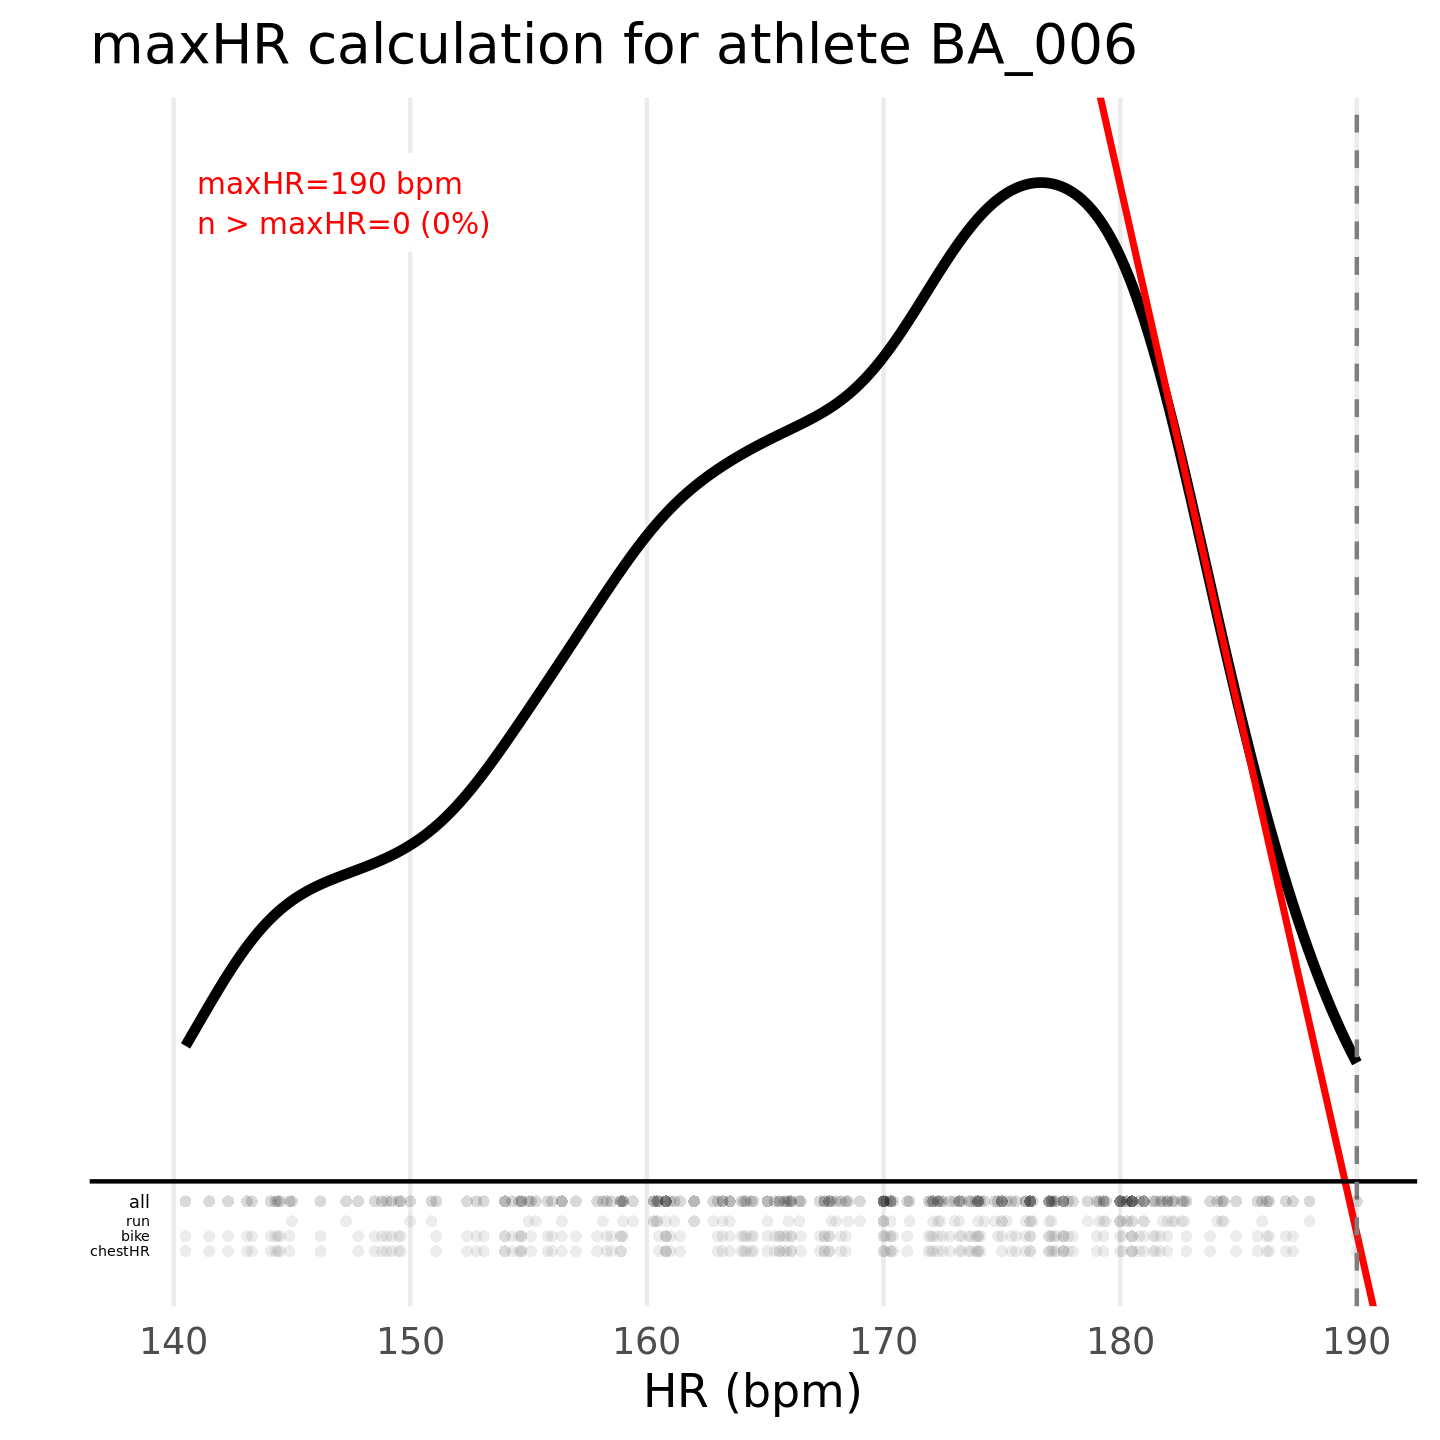 maxHR calculation for athlete BA_006
maxHR=190 bpm
n > maxHR=0 (0%)
all
run
bike
chestHR
140 150 160 170 180 190
HR (bpm)